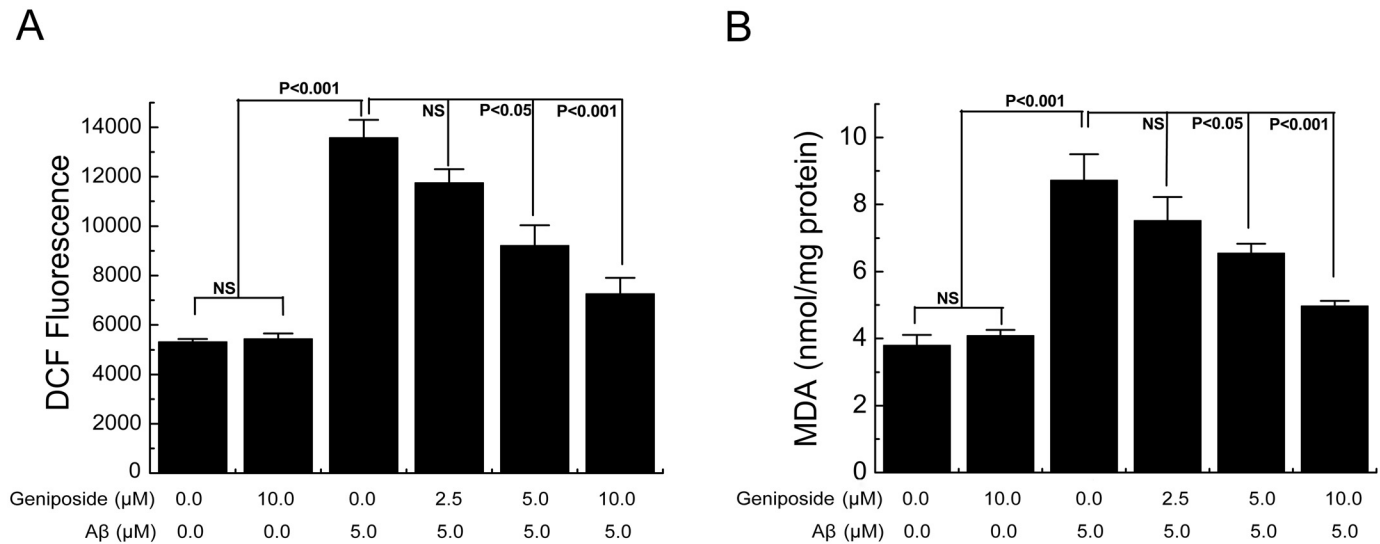 A
DCF Fluorescence
14000
12000
10000
8000
6000
4000
2000
0
P<0.001
NS
P<0.05
P<0.001
NS
Geniposide (μM) 0.0 10.0 0.0 2.5 5.0 10.0
Aβ (μM) 0.0 0.0 5.0 5.0 5.0 5.0
B
MDA (nmol/mg protein)
10
8
6
4
2
0
P<0.001
NS
P<0.05
P<0.001
NS
Geniposide (μM) 0.0 10.0 0.0 2.5 5.0 10.0
Aβ (μM) 0.0 0.0 5.0 5.0 5.0 5.0